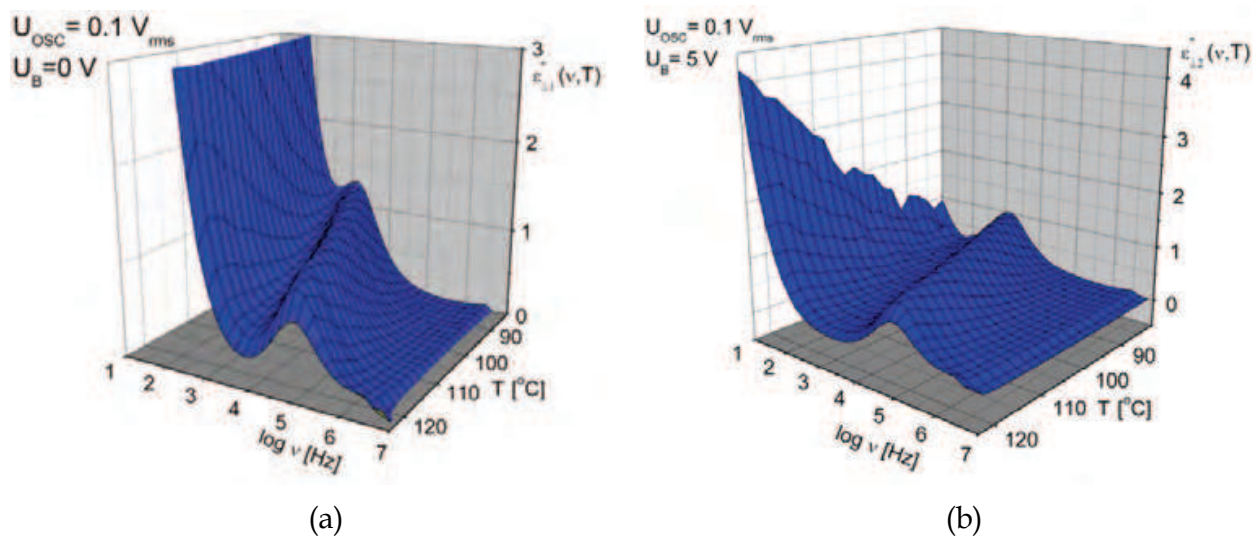 U_OSC = 0.1 V_rms
U_B=0 V
3
ε''_⊥1 (ν,T)
2
1
0
90
100
110 T [°C]
120
1 2 3 4 5 6 7
log ν [Hz]
(a)
U_OSC = 0.1 V_rms
U_B= 5 V
ε''_⊥2 (ν,T)
4
3
2
1
0
90
100
110 T [°C]
120
1 2 3 4 5 6 7
log ν [Hz]
(b)